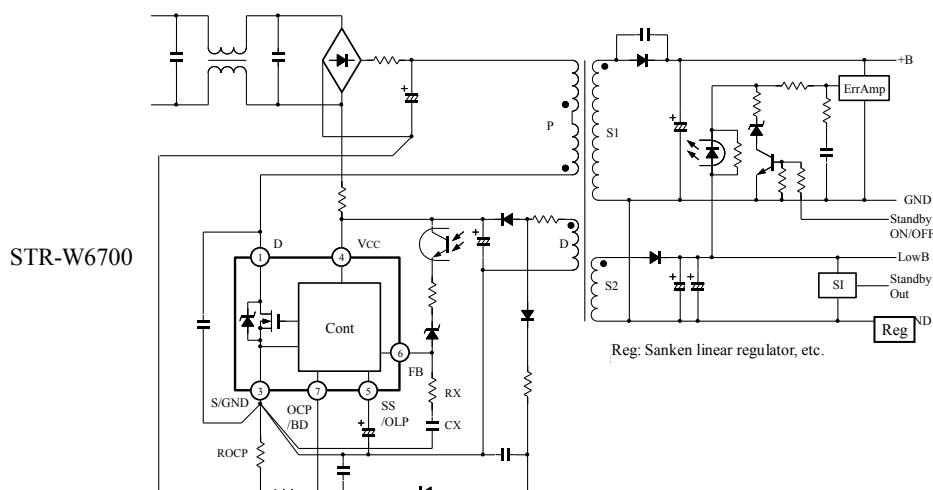 +B
ErrAmp
P
S1
GND
Standby
ON/OFF
STR-W6700
D
VCC
D
1
4
LowB
S2
SI
Standby
Out
Cont
ND
Reg
6
FB
Reg: Sanken linear regulator, etc.
3
7
5
S/GND
OCP
/BD
SS
/OLP
RX
CX
ROCP